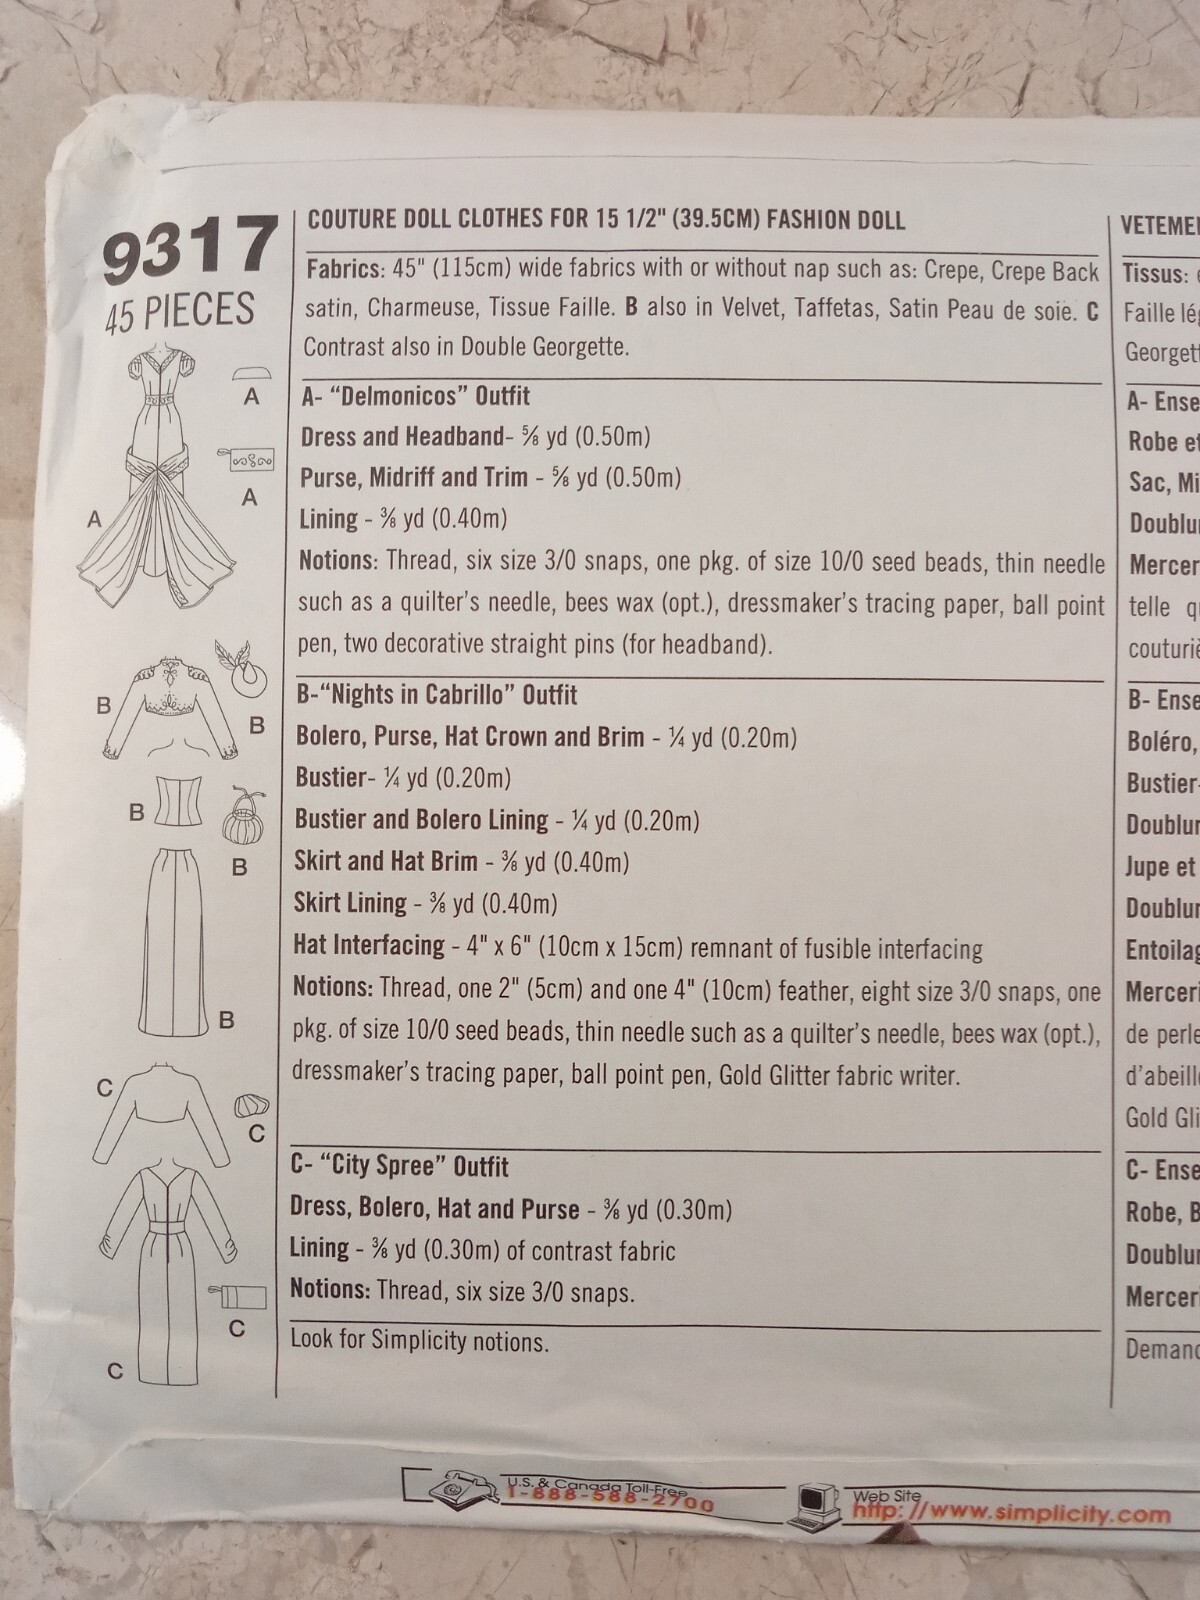 9317
45 PIECES
A
A
A
B
B
B
B
B
C
C
C
C
COUTURE DOLL CLOTHES FOR 15 1/2" (39.5CM) FASHION DOLL
Fabrics: 45" (115cm) wide fabrics with or without nap such as: Crepe, Crepe Back
satin, Charmeuse, Tissue Faille. B also in Velvet, Taffetas, Satin Peau de soie. C
Contrast also in Double Georgette.
A- “Delmonicos” Outfit
Dress and Headband- ⅝ yd (0.50m)
Purse, Midriff and Trim - ⅝ yd (0.50m)
Lining - ⅜ yd (0.40m)
Notions: Thread, six size 3/0 snaps, one pkg. of size 10/0 seed beads, thin needle
such as a quilter’s needle, bees wax (opt.), dressmaker’s tracing paper, ball point
pen, two decorative straight pins (for headband).
B-“Nights in Cabrillo” Outfit
Bolero, Purse, Hat Crown and Brim - ¼ yd (0.20m)
Bustier- ¼ yd (0.20m)
Bustier and Bolero Lining - ¼ yd (0.20m)
Skirt and Hat Brim - ⅜ yd (0.40m)
Skirt Lining - ⅜ yd (0.40m)
Hat Interfacing - 4" x 6" (10cm x 15cm) remnant of fusible interfacing
Notions: Thread, one 2" (5cm) and one 4" (10cm) feather, eight size 3/0 snaps, one
pkg. of size 10/0 seed beads, thin needle such as a quilter’s needle, bees wax (opt.),
dressmaker’s tracing paper, ball point pen, Gold Glitter fabric writer.
C- “City Spree” Outfit
Dress, Bolero, Hat and Purse - ⅜ yd (0.30m)
Lining - ⅜ yd (0.30m) of contrast fabric
Notions: Thread, six size 3/0 snaps.
Look for Simplicity notions.
VETEME
Tissus:
Faille lé
Georgett
A- Ense
Robe et
Sac, Mi
Doublu
Mercer
telle q
couturiè
B- Ense
Boléro,
Bustier-
Doublur
Jupe et
Doublur
Entoilag
Merceri
de perle
d’abeill
Gold Gli
C- Ense
Robe, B
Doublur
Mercer
Demand
U.S. & Canada Toll-Free
1-888-588-2700
Web Site
http://www.simplicity.com